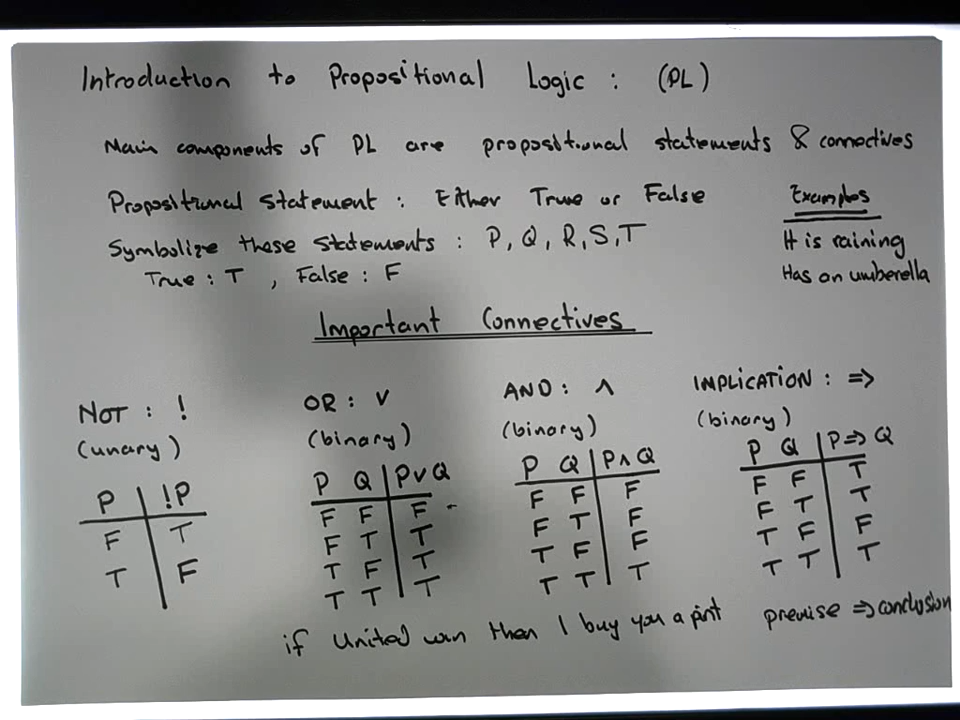 Introduction to Propositional Logic : (PL)
Main components of PL are propositional statements & connectives
Propositional statement : Either True or False
Symbolize these statements : P, Q, R, S, T
True : T , False : F
Examples
It is raining
Has an umberella
Important Connectives
NOT : !
(unary)
P !P
F T
T F
OR : ∨
(binary)
P Q P∨Q
F F F
F T T
T F T
T T T
AND : ∧
(binary)
P Q P∧Q
F F F
F T F
T F F
T T T
IMPLICATION : =>
(binary)
P Q P=>Q
F F T
F T T
T F F
T T T
if United win then I buy you a pint
premise => conclusion